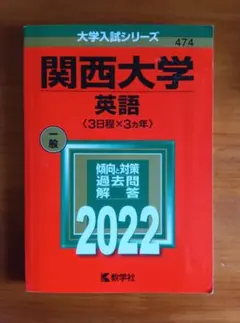 大学入試シリーズ
474
関西大学
英語
〈3日程×3カ年〉
一般
傾向と対策
過去問
解答
2022
数学社